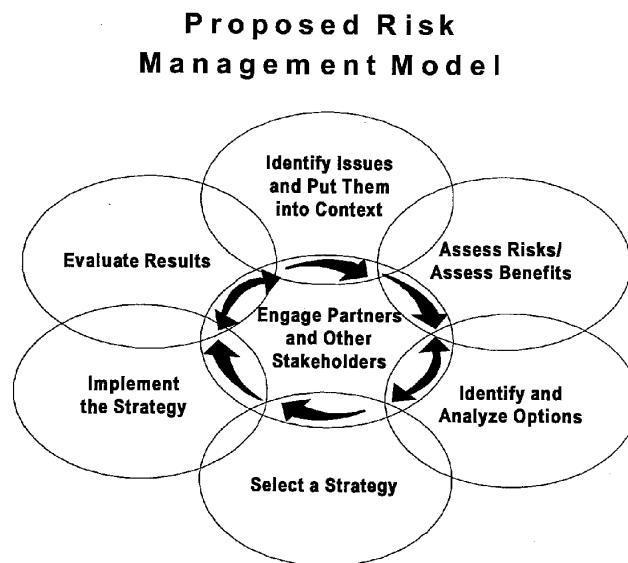 Proposed Risk
Management Model
Identify Issues
and Put Them
into Context
Assess Risks/
Assess Benefits
Evaluate Results
Engage Partners
and Other
Stakeholders
Implement
the Strategy
Identify and
Analyze Options
Select a Strategy